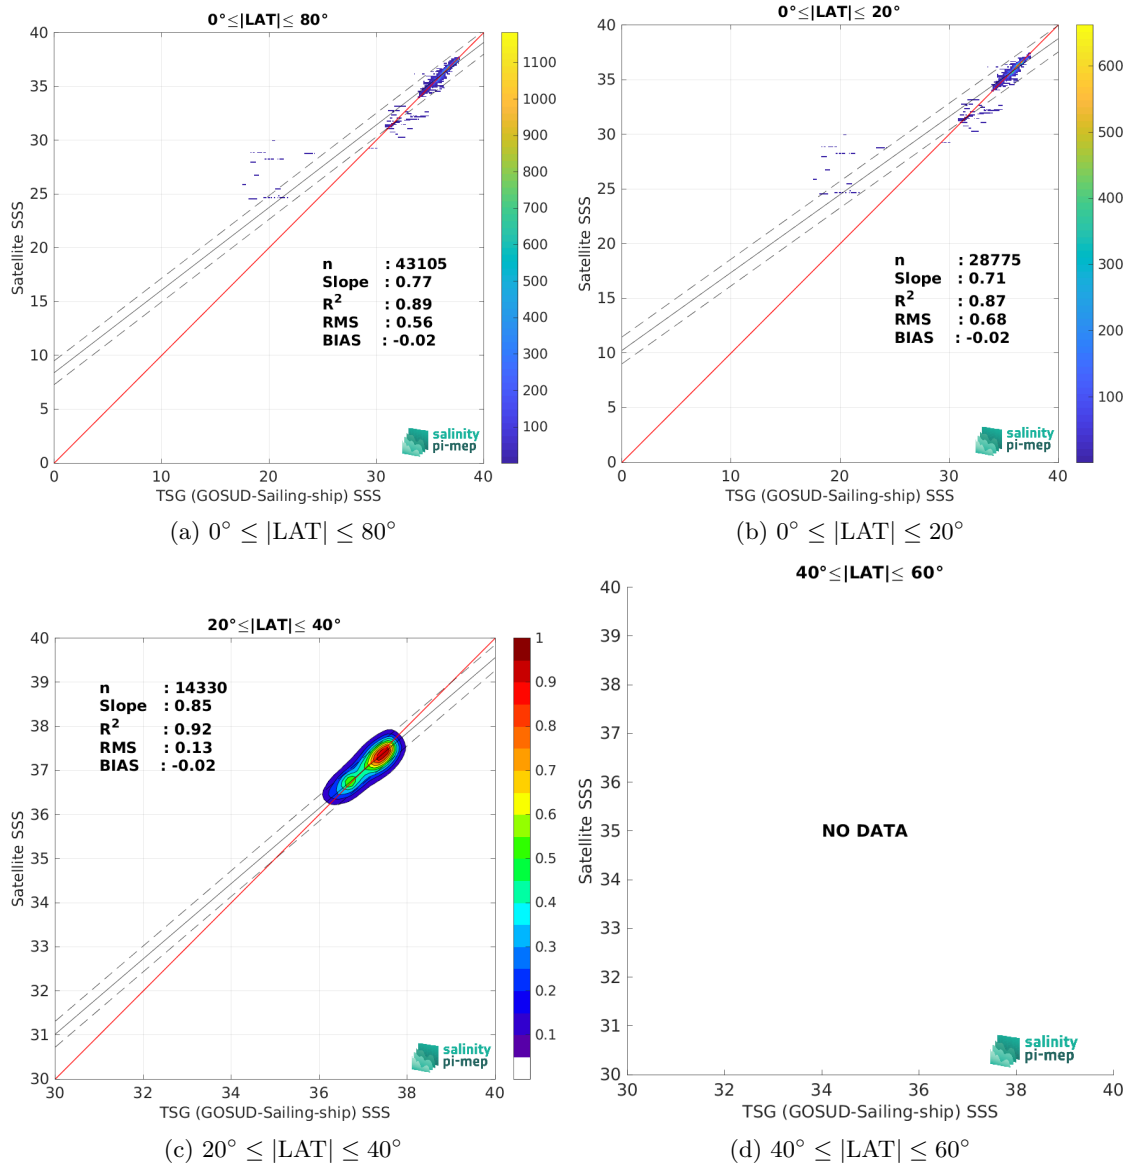 0°≤|LAT|≤ 80°
40
35
30
25
20
15
10
5
0
Satellite SSS
n : 43105
Slope : 0.77
R2 : 0.89
RMS : 0.56
BIAS : -0.02
salinity
pi-mep
0 10 20 30 40
TSG (GOSUD-Sailing-ship) SSS
1100
1000
900
800
700
600
500
400
300
200
100
(a) 0° ≤ |LAT| ≤ 80°
0°≤|LAT|≤ 20°
40
35
30
25
20
15
10
5
0
Satellite SSS
n : 28775
Slope : 0.71
R2 : 0.87
RMS : 0.68
BIAS : -0.02
salinity
pi-mep
0 10 20 30 40
TSG (GOSUD-Sailing-ship) SSS
600
500
400
300
200
100
(b) 0° ≤ |LAT| ≤ 20°
20°≤|LAT|≤ 40°
40
39
38
37
36
35
34
33
32
31
30
Satellite SSS
n : 14330
Slope : 0.85
R2 : 0.92
RMS : 0.13
BIAS : -0.02
salinity
pi-mep
30 32 34 36 38 40
TSG (GOSUD-Sailing-ship) SSS
1
0.9
0.8
0.7
0.6
0.5
0.4
0.3
0.2
0.1
(c) 20° ≤ |LAT| ≤ 40°
40°≤|LAT|≤ 60°
40
39
38
37
36
35
34
33
32
31
30
Satellite SSS
NO DATA
salinity
pi-mep
30 32 34 36 38 40
TSG (GOSUD-Sailing-ship) SSS
(d) 40° ≤ |LAT| ≤ 60°